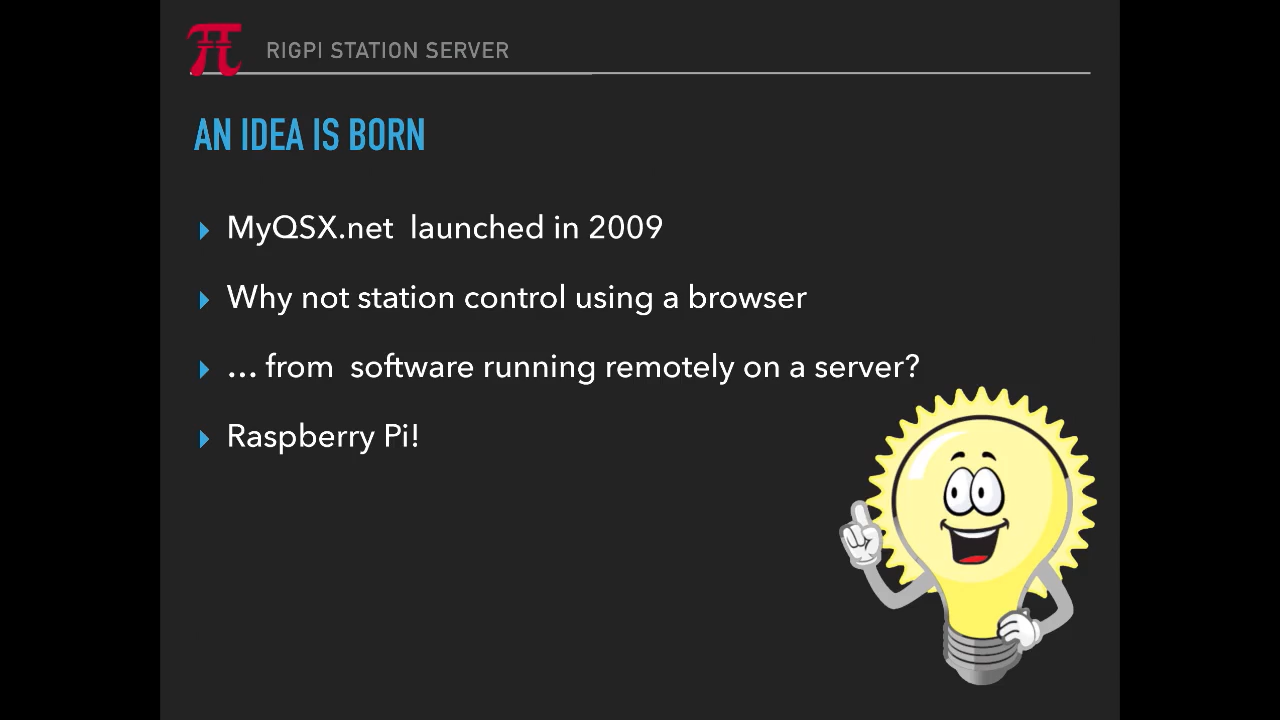 RIGPI STATION SERVER
AN IDEA IS BORN
MyQSX.net launched in 2009
Why not station control using a browser
… from software running remotely on a server?
Raspberry Pi!